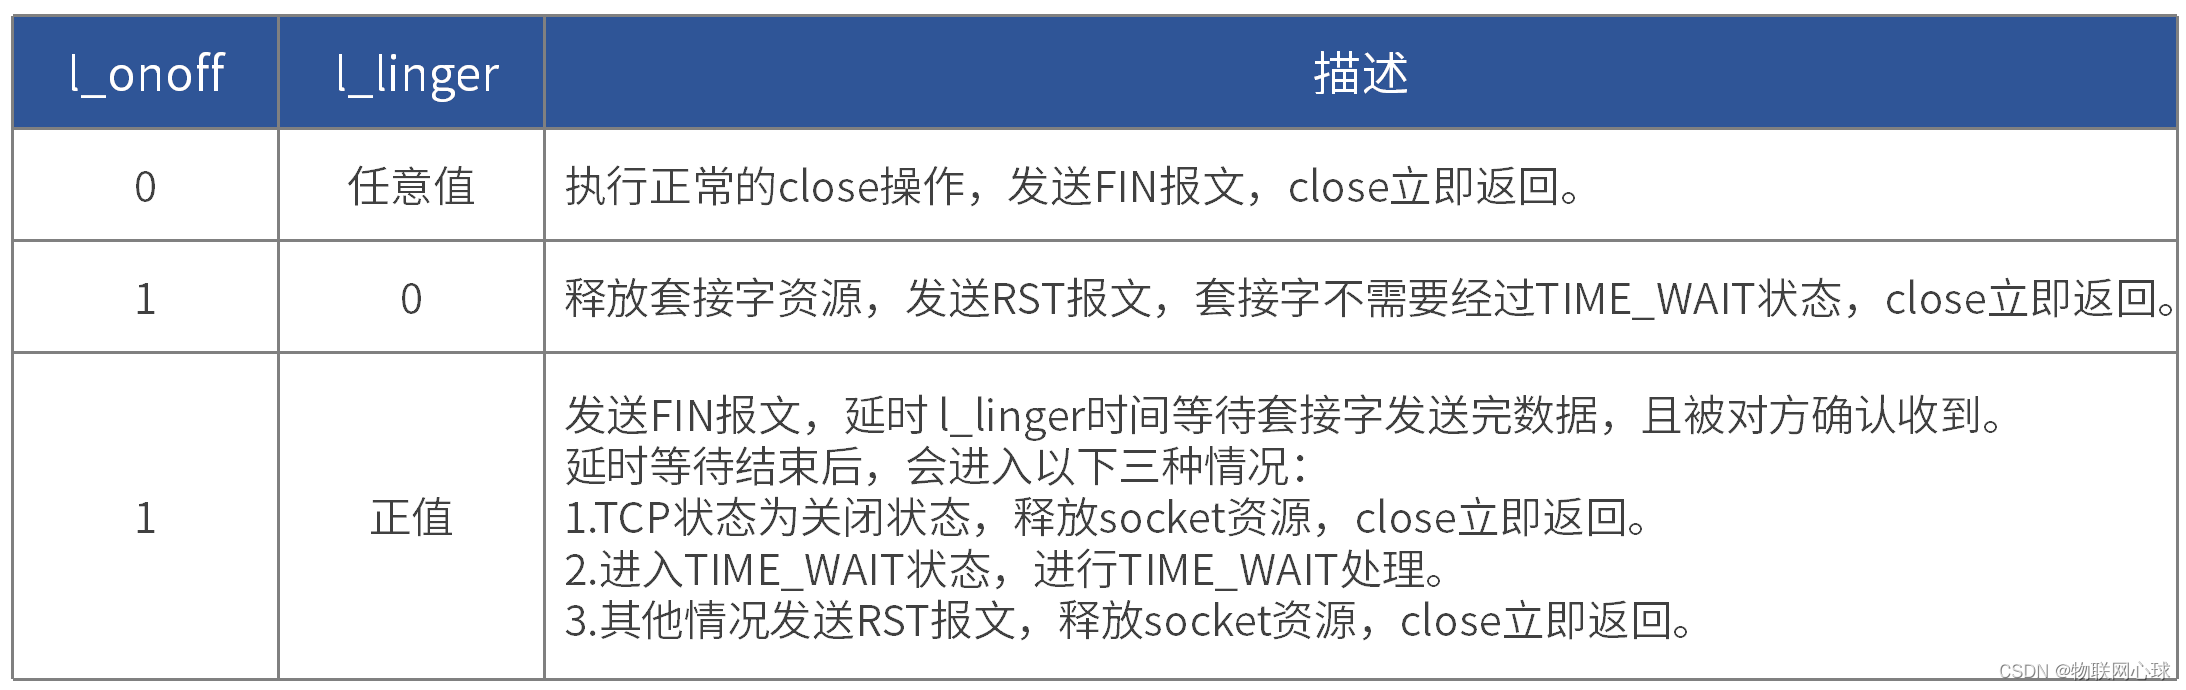 l_onoff l_linger 描述
0 任意值 执行正常的close操作，发送FIN报文，close立即返回。
1 0 释放套接字资源，发送RST报文，套接字不需要经过TIME_WAIT状态，close立即返回。
发送FIN报文，延时 l_linger时间等待套接字发送完数据，且被对方确认收到。
延时等待结束后，会进入以下三种情况：
1 正值 1.TCP状态为关闭状态，释放socket资源，close立即返回。
2.进入TIME_WAIT状态，进行TIME_WAIT处理。
3.其他情况发送RST报文，释放socket资源，close立即返回。
CSDN @物联网心球